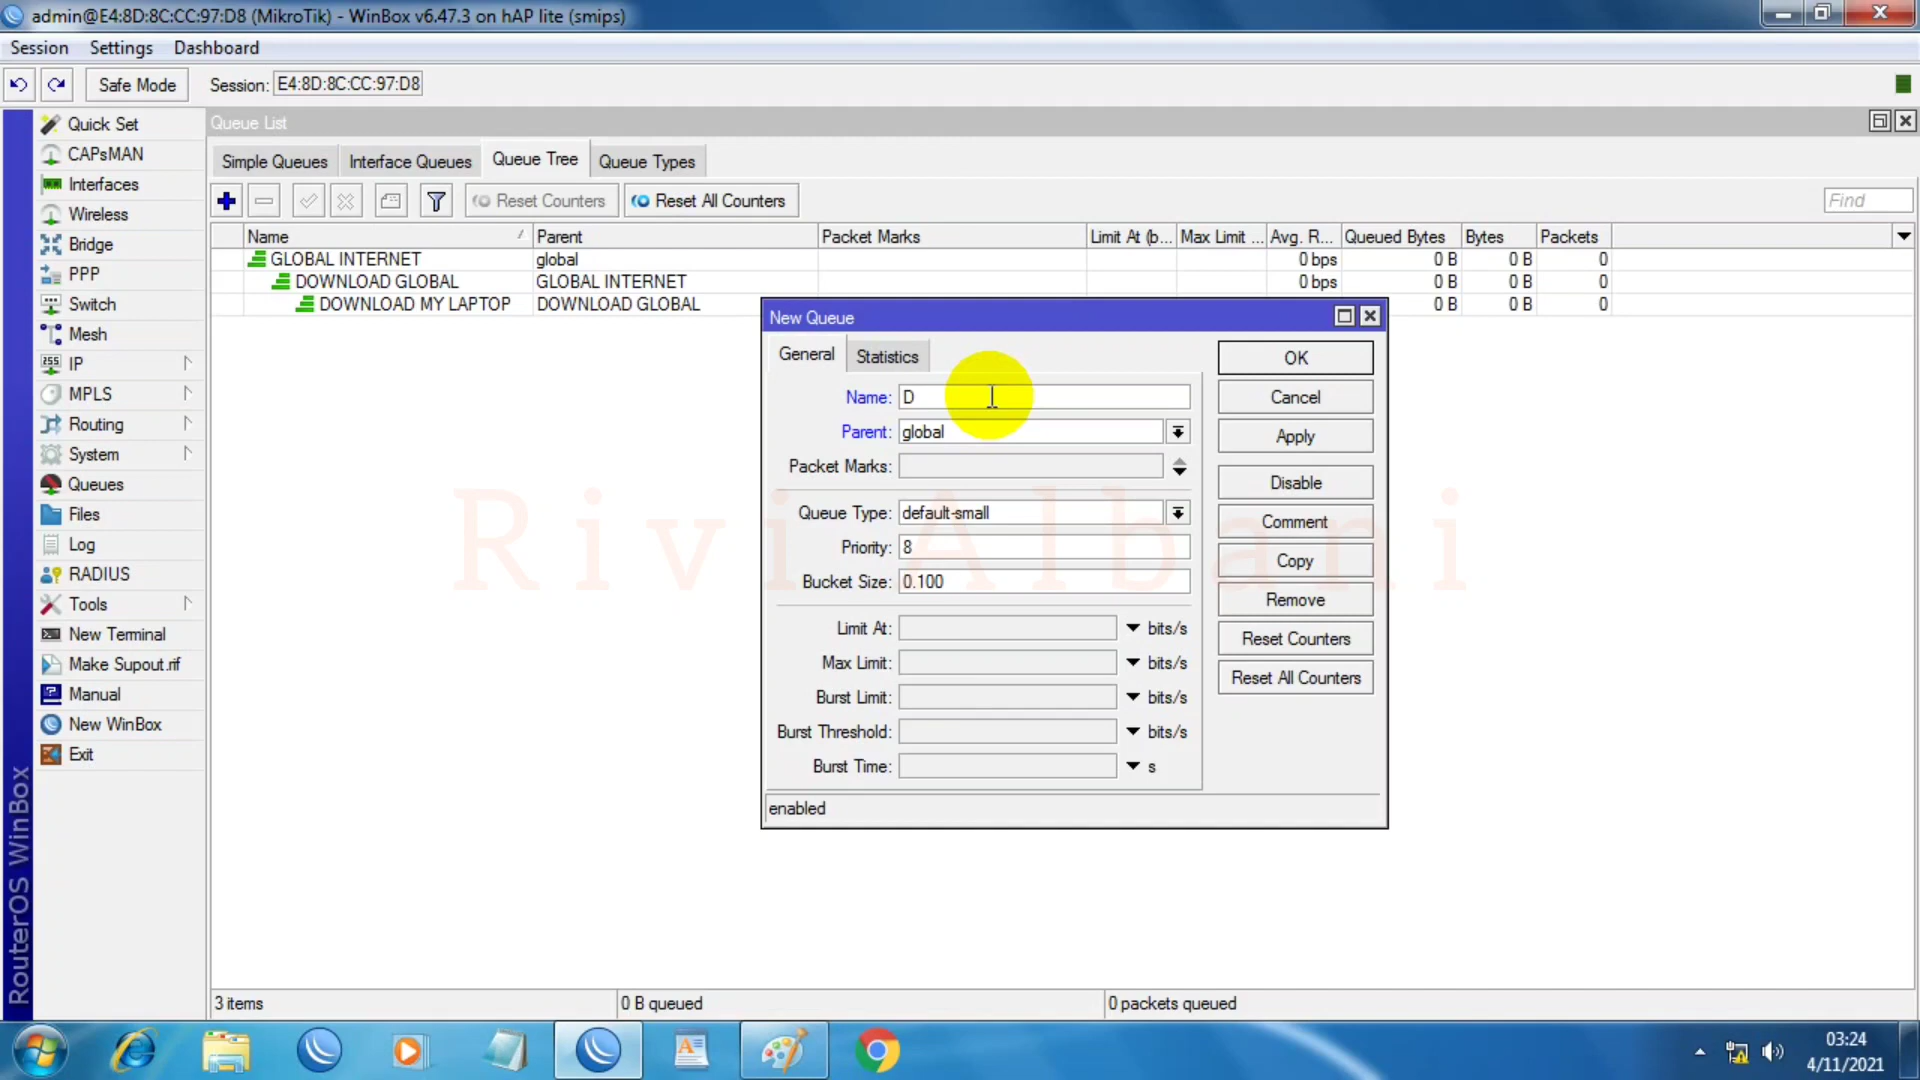 admin@E4:8D:8C:CC:97:D8 (MikroTik) - WinBox v6.47.3 on hAP lite (smips)
Session Settings Dashboard
Safe Mode Session: E4:8D:8C:CC:97:D8
Quick Set
CAPsMAN
Interfaces
Wireless
Bridge
PPP
Switch
Mesh
IP
MPLS
Routing
System
Queues
Files
Log
RADIUS
Tools
New Terminal
Make Supout.rif
Manual
New WinBox
Exit
RouterOS WinBox
Queue List
Simple Queues Interface Queues Queue Tree Queue Types
Reset Counters Reset All Counters Find
Name Parent Packet Marks Limit At (b... Max Limit ... Avg. R... Queued Bytes Bytes Packets
GLOBAL INTERNET global 0 bps 0 B 0 B 0
DOWNLOAD GLOBAL GLOBAL INTERNET 0 bps 0 B 0 B 0
DOWNLOAD MY LAPTOP DOWNLOAD GLOBAL 0 B 0 B 0
New Queue
General Statistics
Name: D
Parent: global
Packet Marks:
Queue Type: default-small
Priority: 8
Bucket Size: 0.100
Limit At: bits/s
Max Limit: bits/s
Burst Limit: bits/s
Burst Threshold: bits/s
Burst Time: s
enabled
OK
Cancel
Apply
Disable
Comment
Copy
Remove
Reset Counters
Reset All Counters
Rivi Albani
3 items 0 B queued 0 packets queued
03:24
4/11/2021